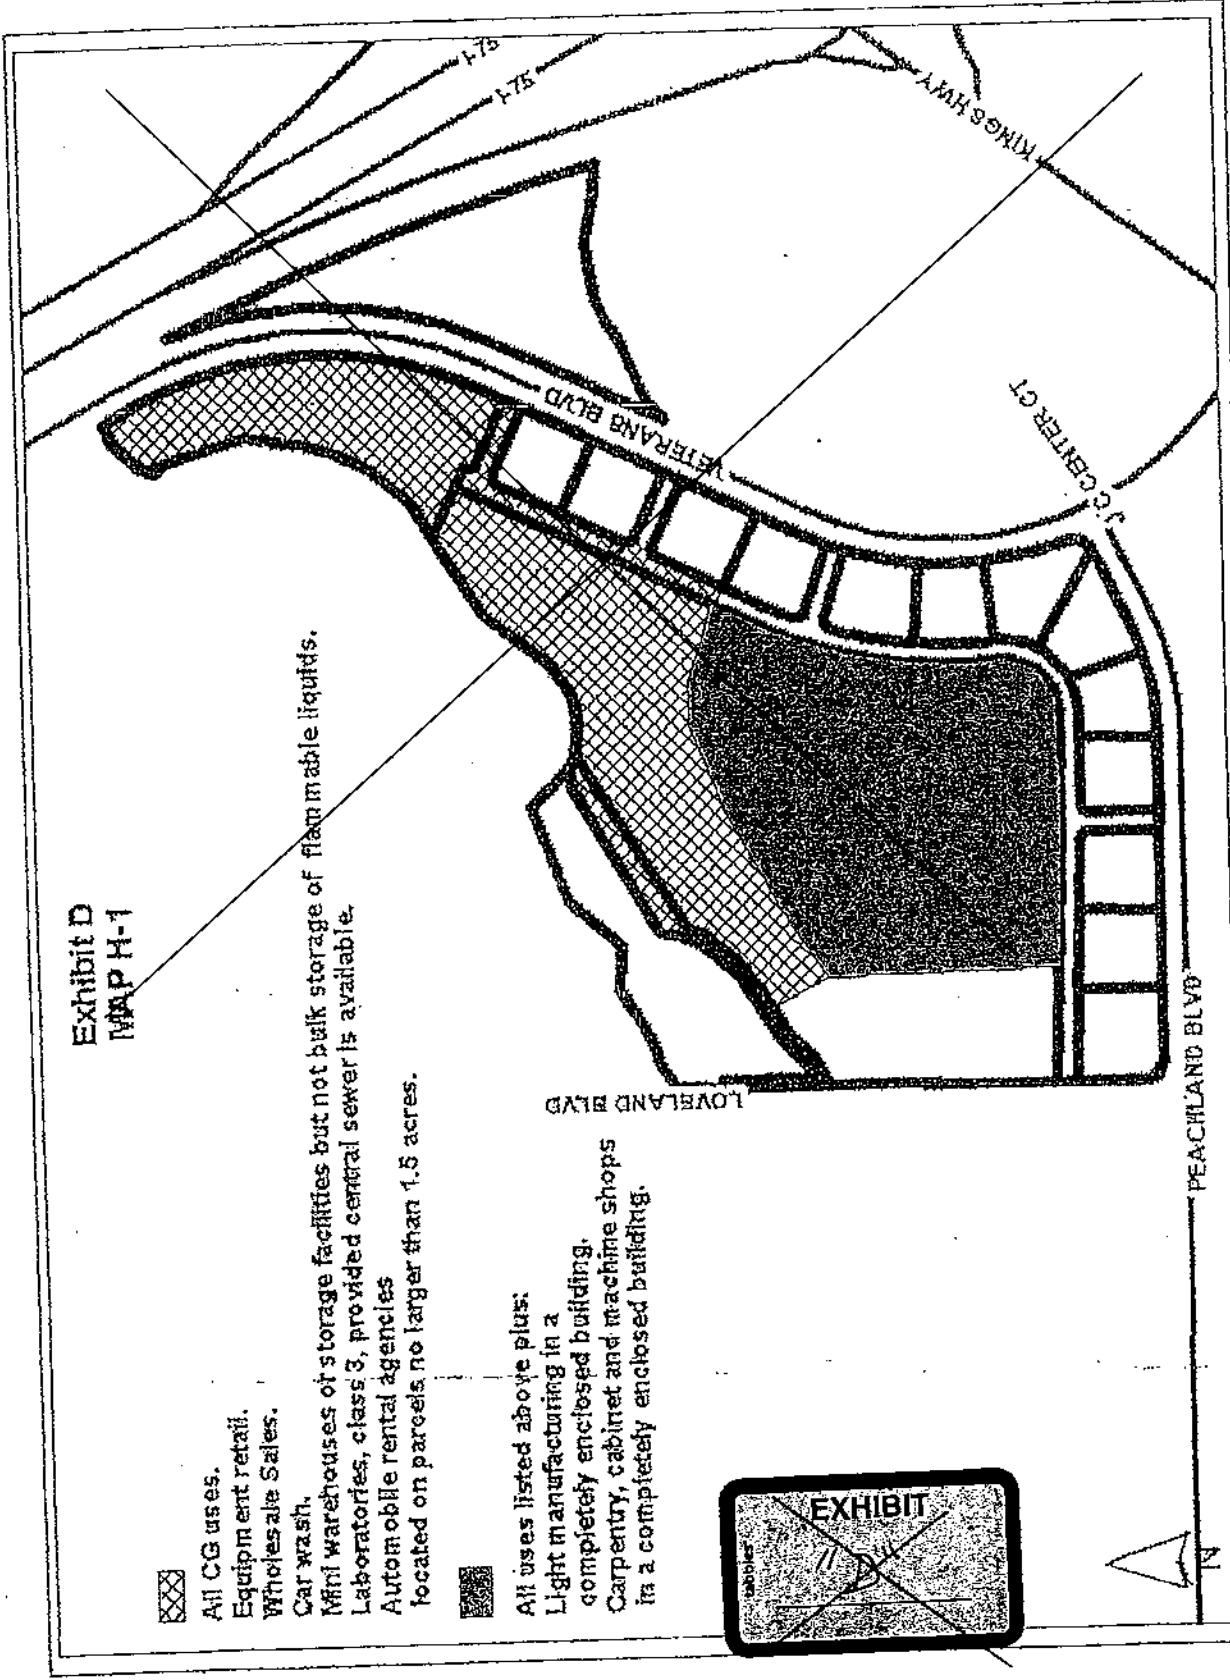 Exhibit D
MAP H-1
All CG uses.
Equipment retail.
Wholesale Sales.
Car wash.
Mini warehouses or storage facilities but not bulk storage of flammable liquids.
Laboratories, class 3, provided central sewer is available.
Automobile rental agencies
located on parcels no larger than 1.5 acres.
All uses listed above plus:
Light manufacturing in a
completely enclosed building.
Carpentry, cabinet and machine shops
in a completely enclosed building.
I-75
I-75
KINGS HWY
VETERANS BLVD
CENTER CT
LOVELAND BLVD
PEACHLAND BLVD
EXHIBIT
"D"
tabbies
N